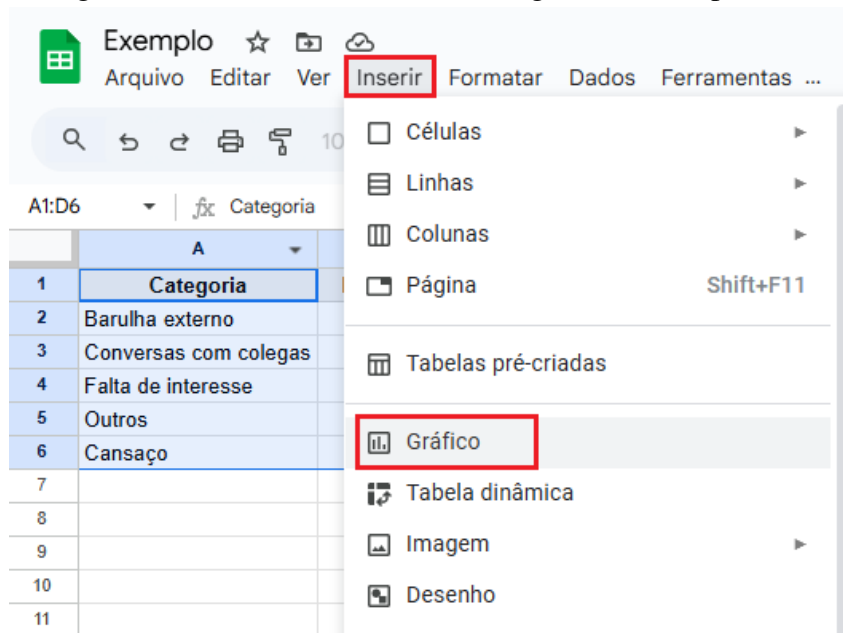 Exemplo
Arquivo Editar Ver Inserir Formatar Dados Ferramentas ...
10
Células
Linhas
Colunas
Página Shift+F11
Tabelas pré-criadas
Gráfico
Tabela dinâmica
Imagem
Desenho
A1:D6 fx Categoria
A
1 Categoria
2 Barulha externo
3 Conversas com colegas
4 Falta de interesse
5 Outros
6 Cansaço
7
8
9
10
11